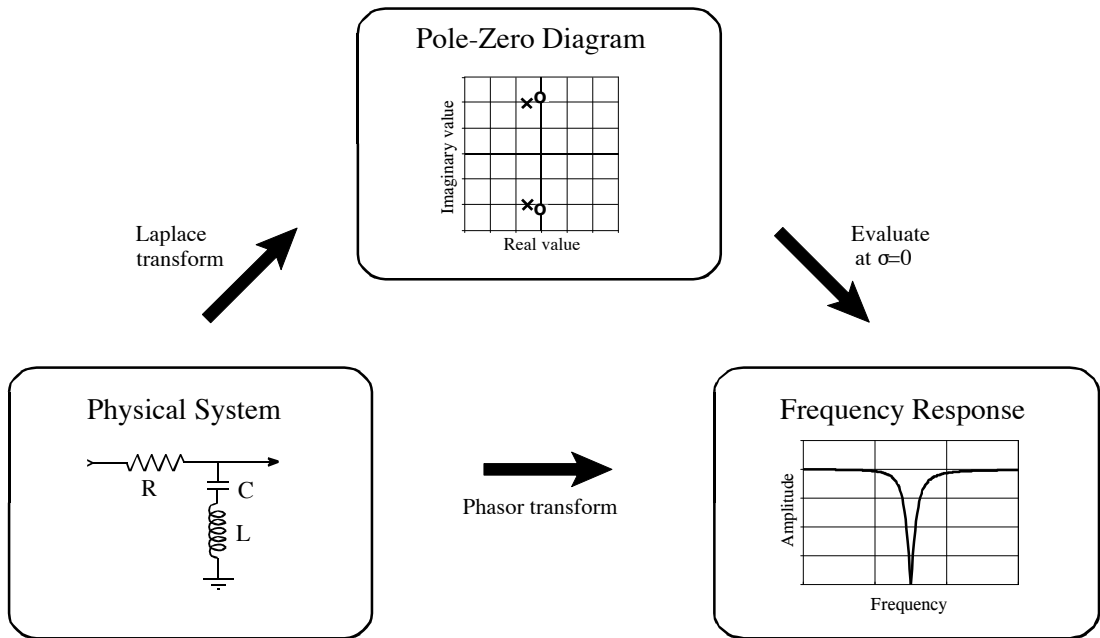 Pole-Zero Diagram
Imaginary value
Real value
Laplace
transform
Evaluate
at σ=0
Physical System
R
C
L
Phasor transform
Frequency Response
Amplitude
Frequency